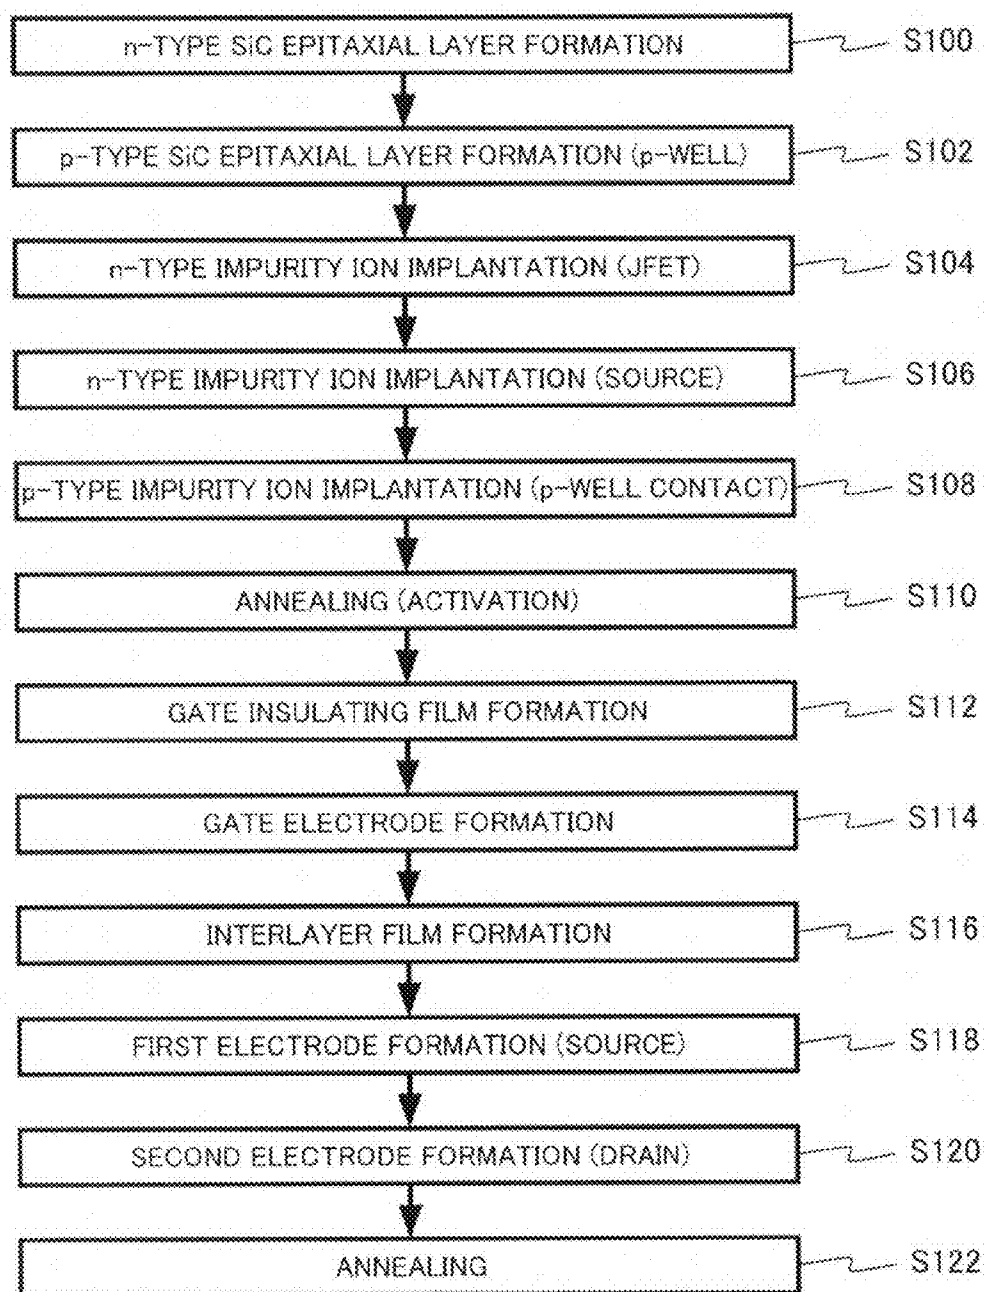 n-TYPE SiC EPITAXIAL LAYER FORMATION S100
p-TYPE SiC EPITAXIAL LAYER FORMATION (p-WELL) S102
n-TYPE IMPURITY ION IMPLANTATION (JFET) S104
n-TYPE IMPURITY ION IMPLANTATION (SOURCE) S106
p-TYPE IMPURITY ION IMPLANTATION (p-WELL CONTACT) S108
ANNEALING (ACTIVATION) S110
GATE INSULATING FILM FORMATION S112
GATE ELECTRODE FORMATION S114
INTERLAYER FILM FORMATION S116
FIRST ELECTRODE FORMATION (SOURCE) S118
SECOND ELECTRODE FORMATION (DRAIN) S120
ANNEALING S122